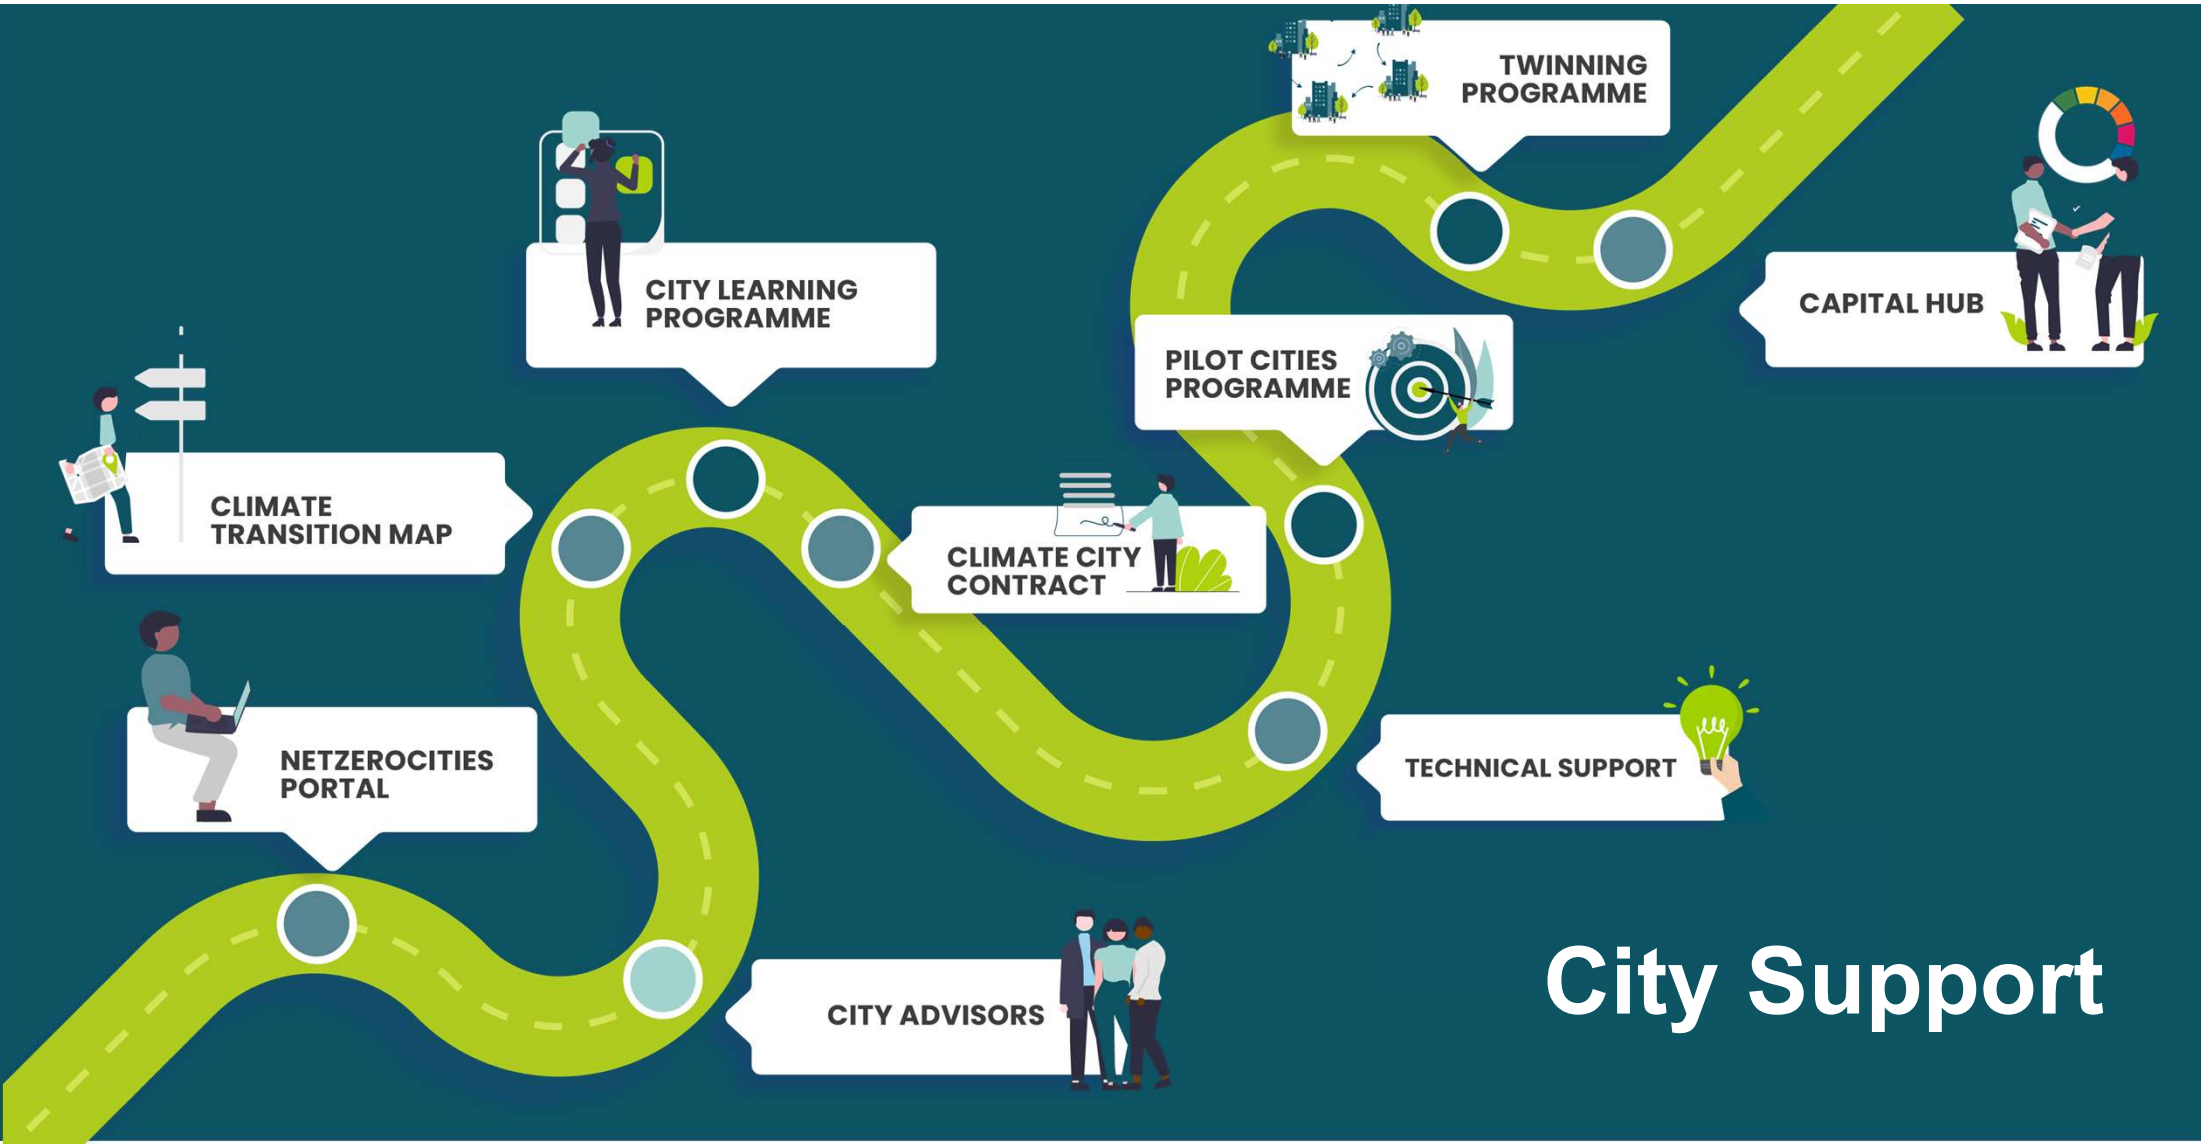 TWINNING
PROGRAMME
CITY LEARNING
PROGRAMME
CAPITAL HUB
PILOT CITIES
PROGRAMME
CLIMATE
TRANSITION MAP
CLIMATE CITY
CONTRACT
NETZEROCITIES
PORTAL
TECHNICAL SUPPORT
CITY ADVISORS
City Support